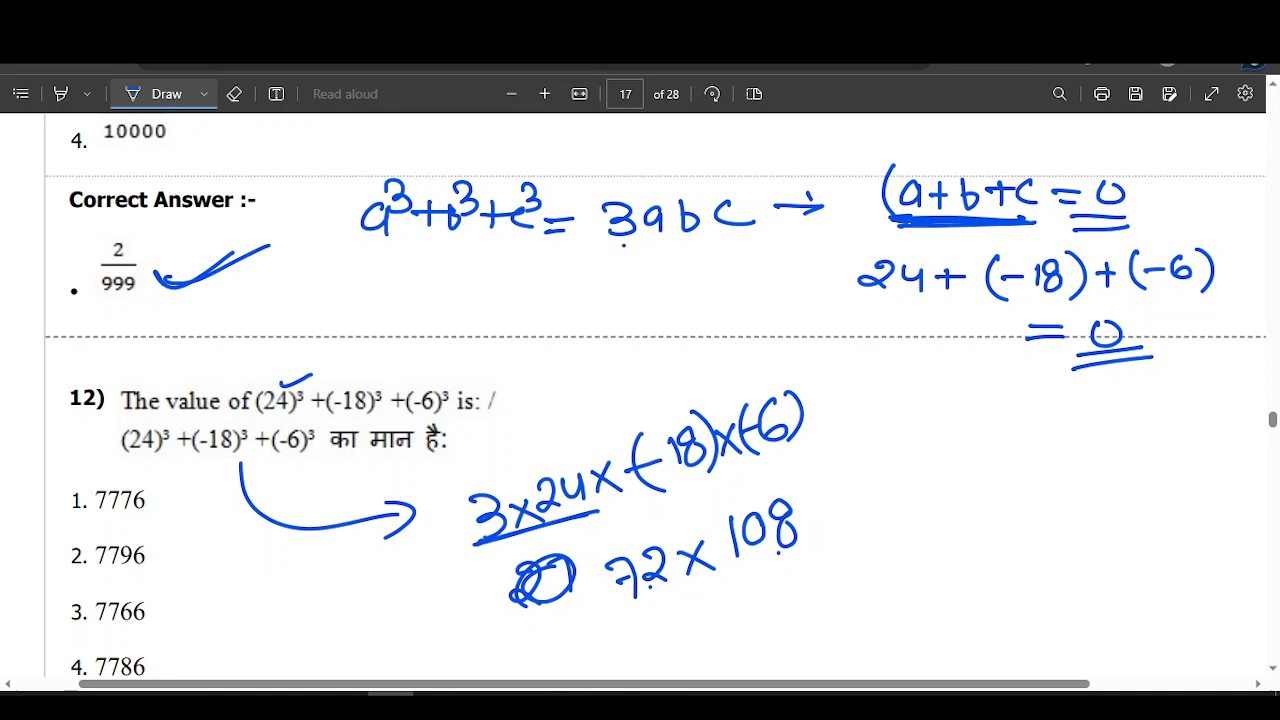 Draw
Read aloud
17 of 28
4. 10000
Correct Answer :-
a³+b³+c³ = 3abc → (a+b+c = 0
2
999
24+ (-18)+(-6)
= 0
12) The value of (24)³ +(-18)³ +(-6)³ is: /
(24)³ +(-18)³ +(-6)³ का मान है:
3×24×(-18)×(-6)
1. 7776
72×108
2. 7796
3. 7766
4. 7786